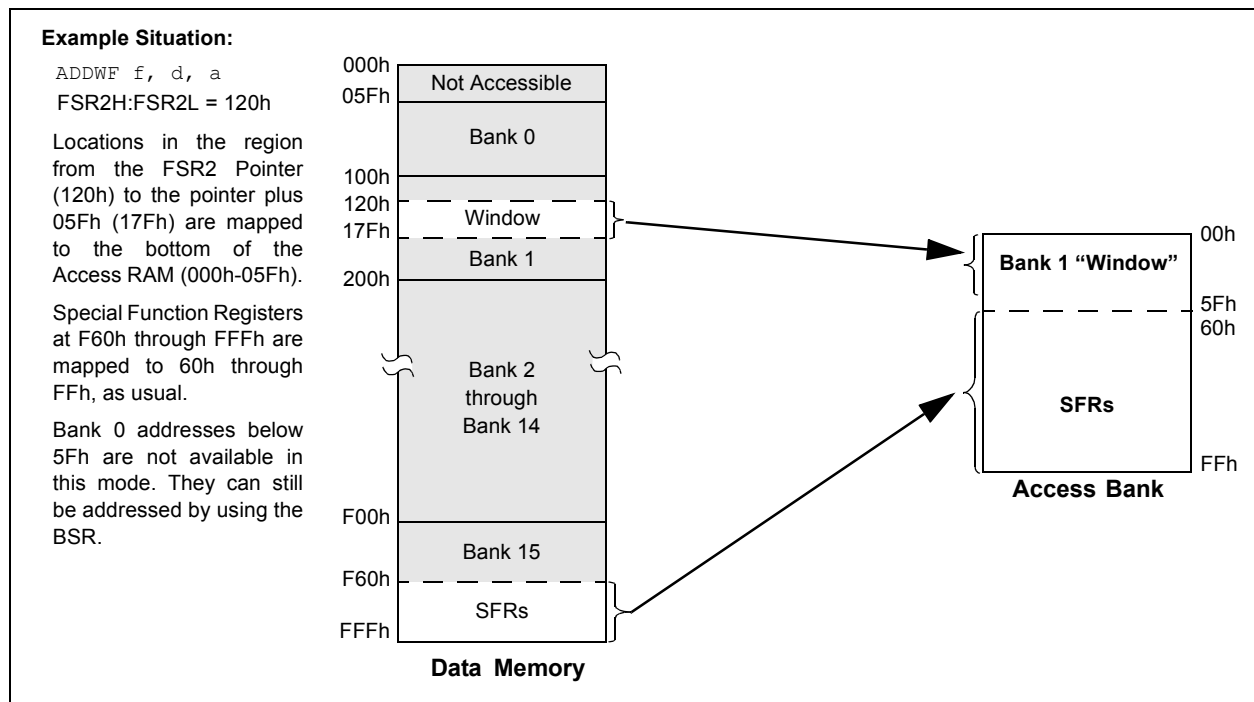 Example Situation:
ADDWF f, d, a
FSR2H:FSR2L = 120h
Locations in the region
from the FSR2 Pointer
(120h) to the pointer plus
05Fh (17Fh) are mapped
to the bottom of the
Access RAM (000h-05Fh).
Special Function Registers
at F60h through FFFh are
mapped to 60h through
FFh, as usual.
Bank 0 addresses below
5Fh are not available in
this mode. They can still
be addressed by using the
BSR.
000h
Not Accessible
05Fh
Bank 0
100h
120h
Window
17Fh
Bank 1
200h
Bank 2
through
Bank 14
F00h
Bank 15
F60h
SFRs
FFFh
Data Memory
00h
Bank 1 “Window”
5Fh
60h
SFRs
FFh
Access Bank